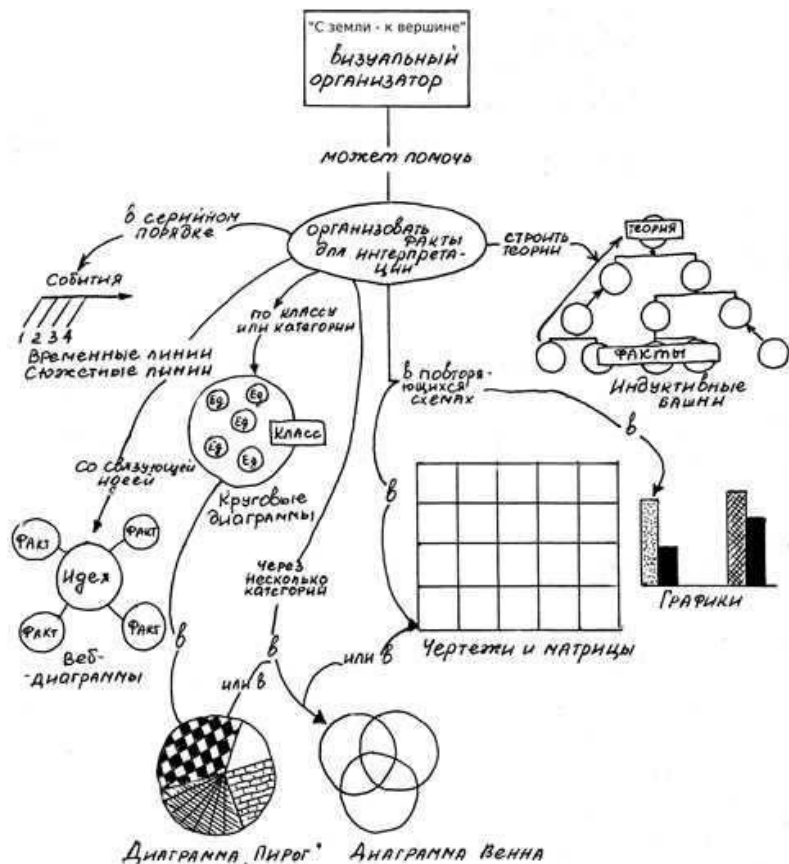 "С земли - к вершине"
ВИЗУАЛЬНЫЙ
ОРГАНИЗАТОР
МОЖЕТ ПОМОЧЬ
ОРГАНИЗОВАТЬ
ФАКТЫ
ДЛЯ ИНТЕРПРЕТА-
ЦИИ
В СЕРИЙНОМ
ПОРЯДКЕ
СОБЫТИЯ
1 2 3 4
ВРЕМЕННЫЕ ЛИНИИ
СЮЖЕТНЫЕ ЛИНИИ
СТРОИТЬ
ТЕОРИИ
ТЕОРИЯ
ФАКТЫ
ИНДУКТИВНЫЕ
БАШНИ
ПО КЛАССУ
ИЛИ КАТЕГОРИИ
Ед
Ед
Ед
Ед
Ед
КЛАСС
КРУГОВЫЕ
ДИАГРАММЫ
В ПОВТОРЯ-
ЮЩИХСЯ
СХЕМАХ
В
В
ГРАФИКИ
СО СВЯЗУЮЩЕЙ
ИДЕЕЙ
ФАКТ
ФАКТ
ИДЕЯ
ФАКТ
ФАКТ
ВЕБ-
-ДИАГРАММЫ
ЧЕРЕЗ
НЕСКОЛЬКО
КАТЕГОРИЙ
В
В
ИЛИ В
ИЛИ В
ЧЕРТЕЖИ И МАТРИЦЫ
ДИАГРАММА "ПИРОГ"
ДИАГРАММА ВЕННА